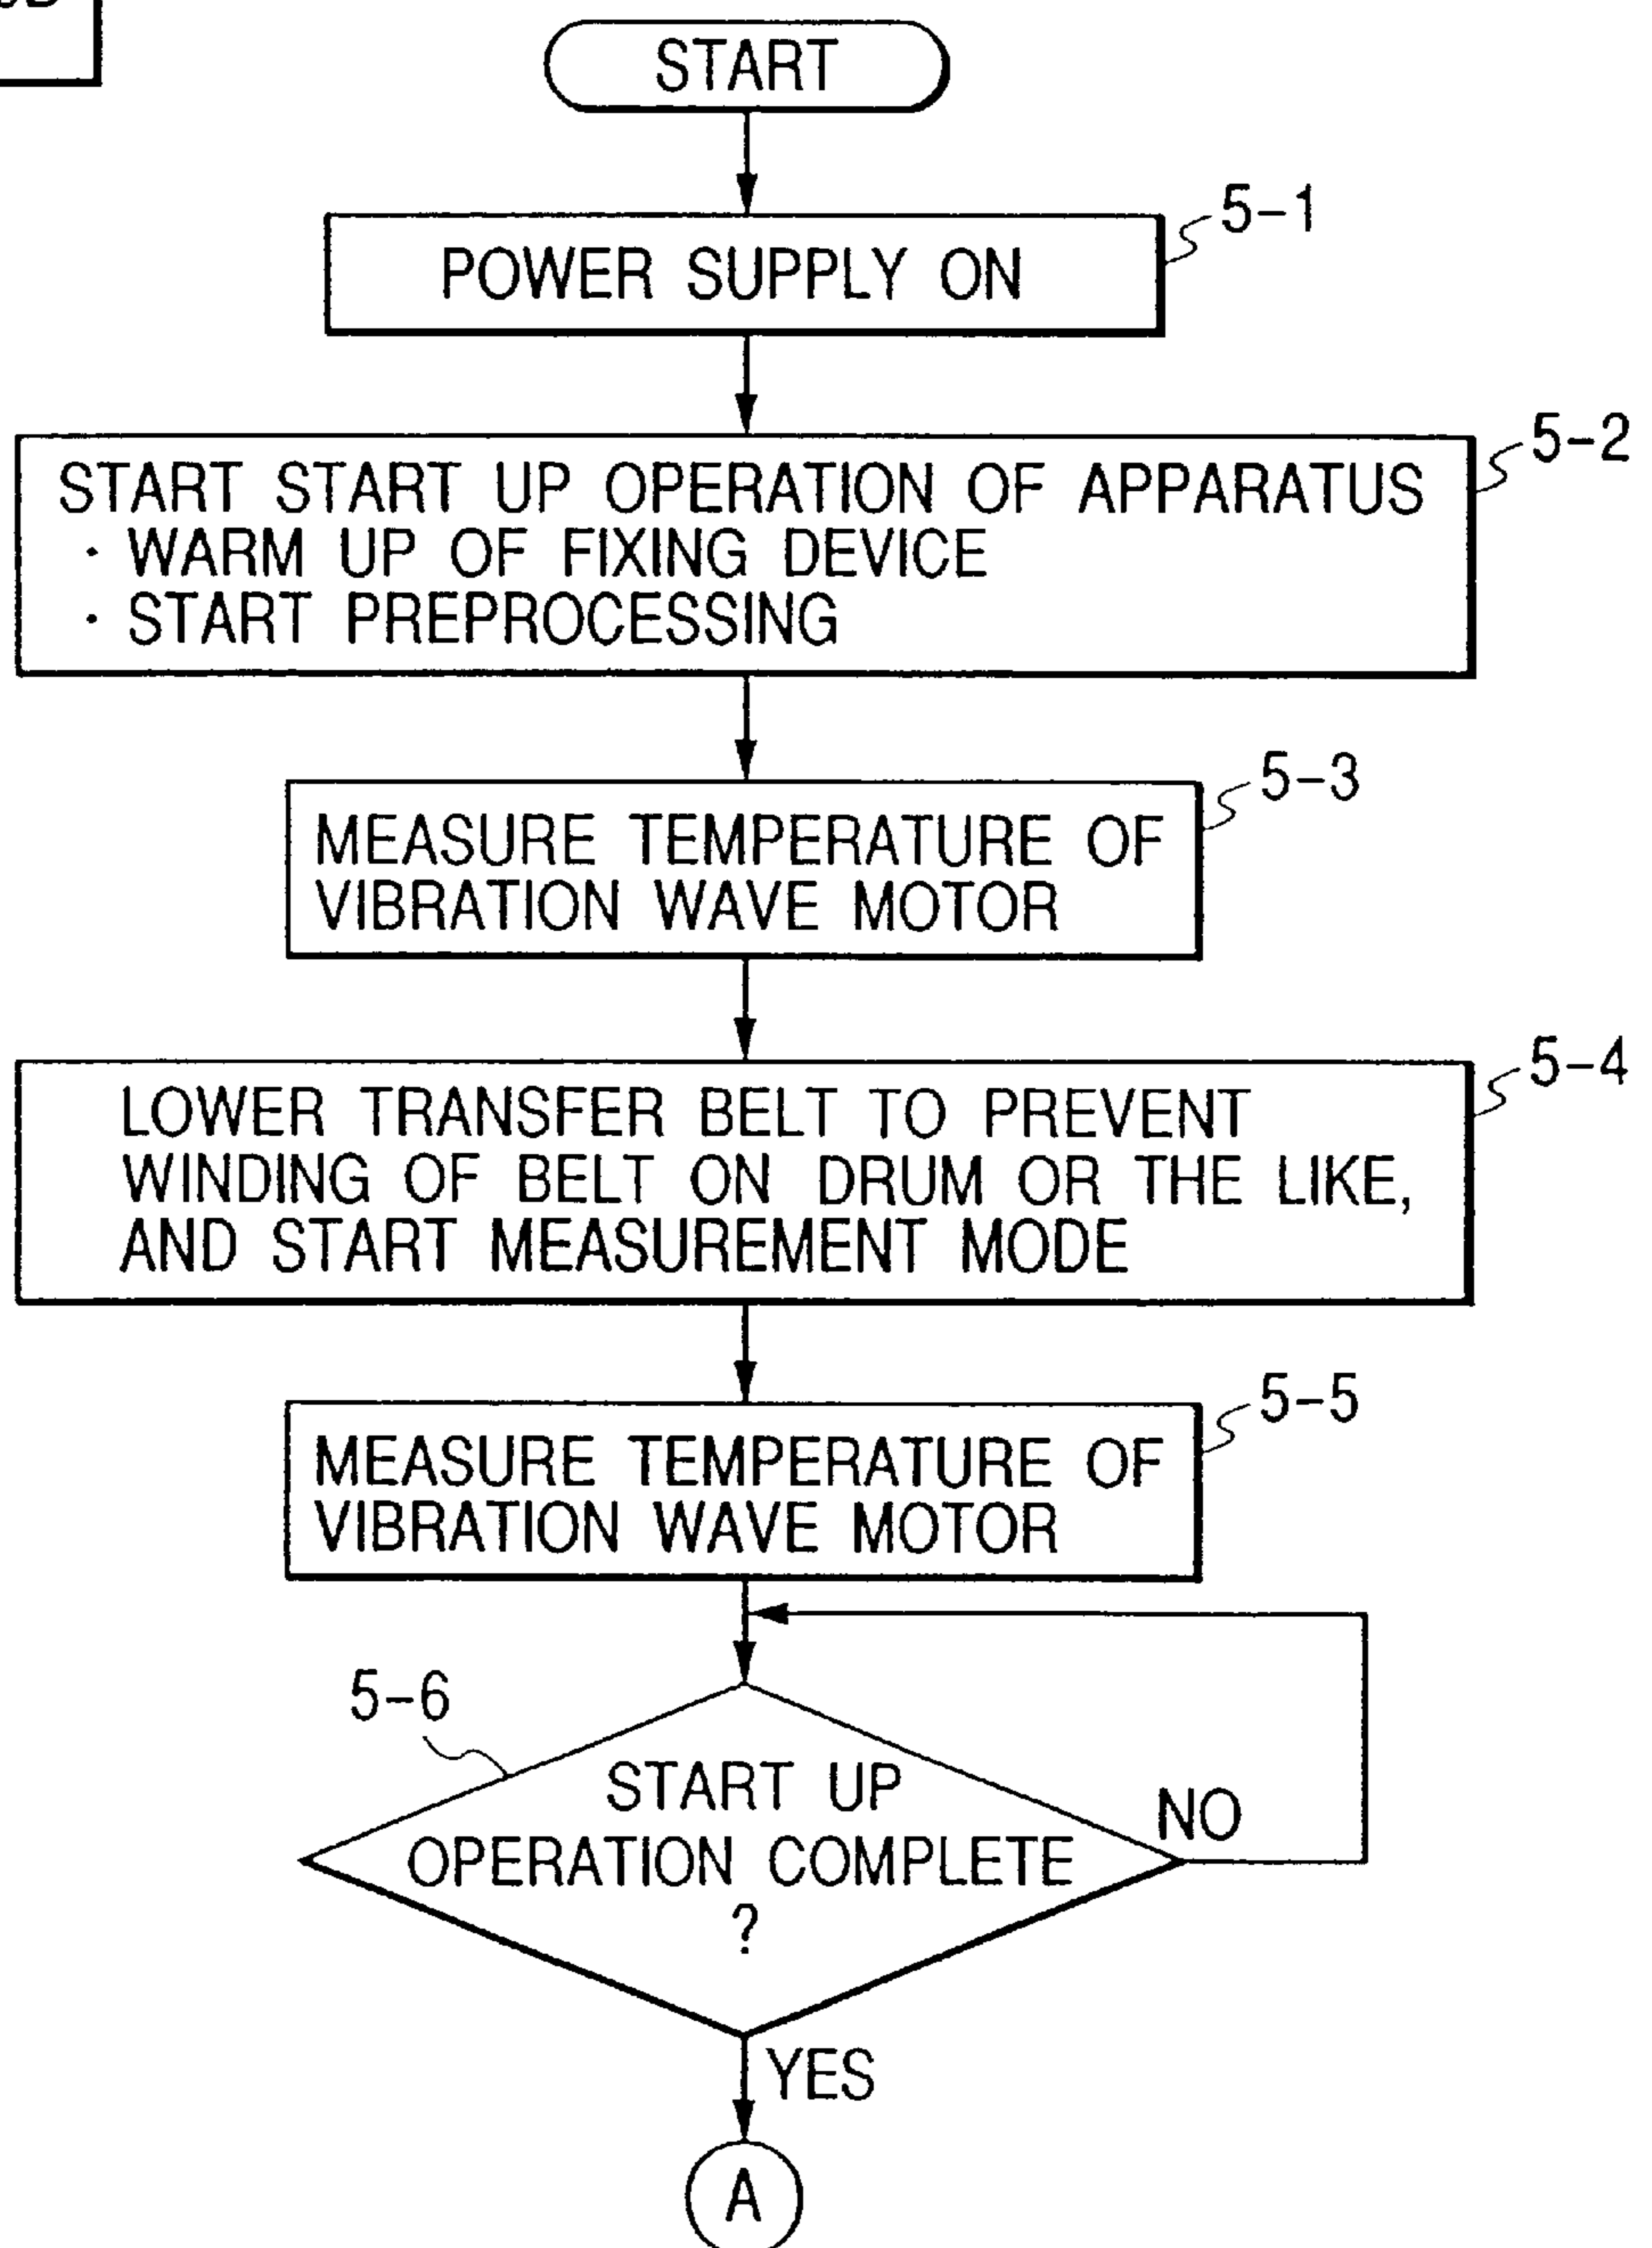 START
5-1
POWER SUPPLY ON
5-2
START START UP OPERATION OF APPARATUS
· WARM UP OF FIXING DEVICE
· START PREPROCESSING
5-3
MEASURE TEMPERATURE OF
VIBRATION WAVE MOTOR
5-4
LOWER TRANSFER BELT TO PREVENT
WINDING OF BELT ON DRUM OR THE LIKE,
AND START MEASUREMENT MODE
5-5
MEASURE TEMPERATURE OF
VIBRATION WAVE MOTOR
5-6
START UP
OPERATION COMPLETE
?
NO
YES
A